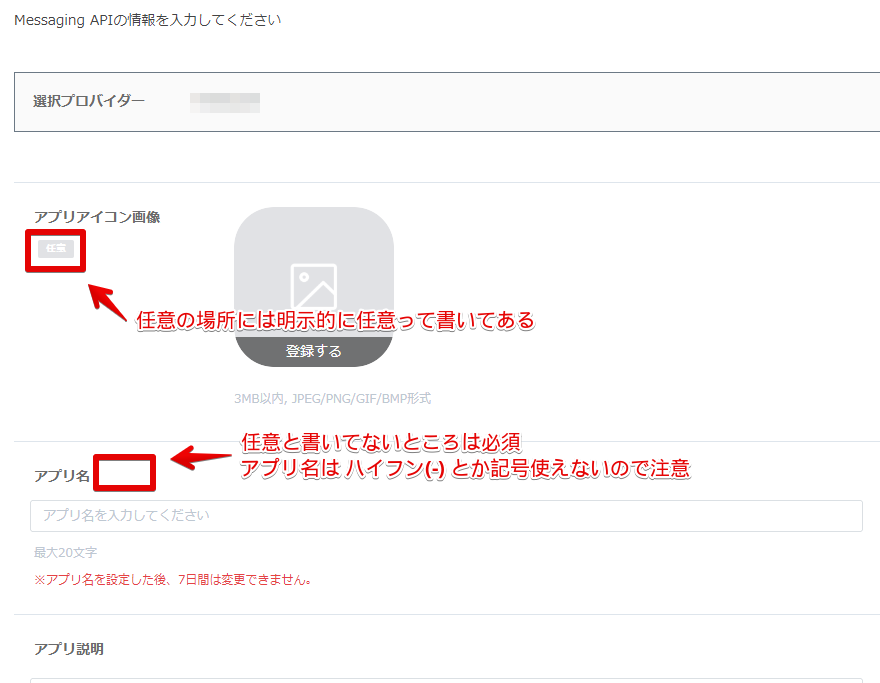 Messaging APIの情報を入力してください
選択プロバイダー
アプリアイコン画像
任意
任意の場所には明示的に任意って書いてある
登録する
3MB以内, JPEG/PNG/GIF/BMP形式
任意と書いてないところは必須
アプリ名は ハイフン(-) とか記号使えないので注意
アプリ名
アプリ名を入力してください
最大20文字
※アプリ名を設定した後、7日間は変更できません。
アプリ説明